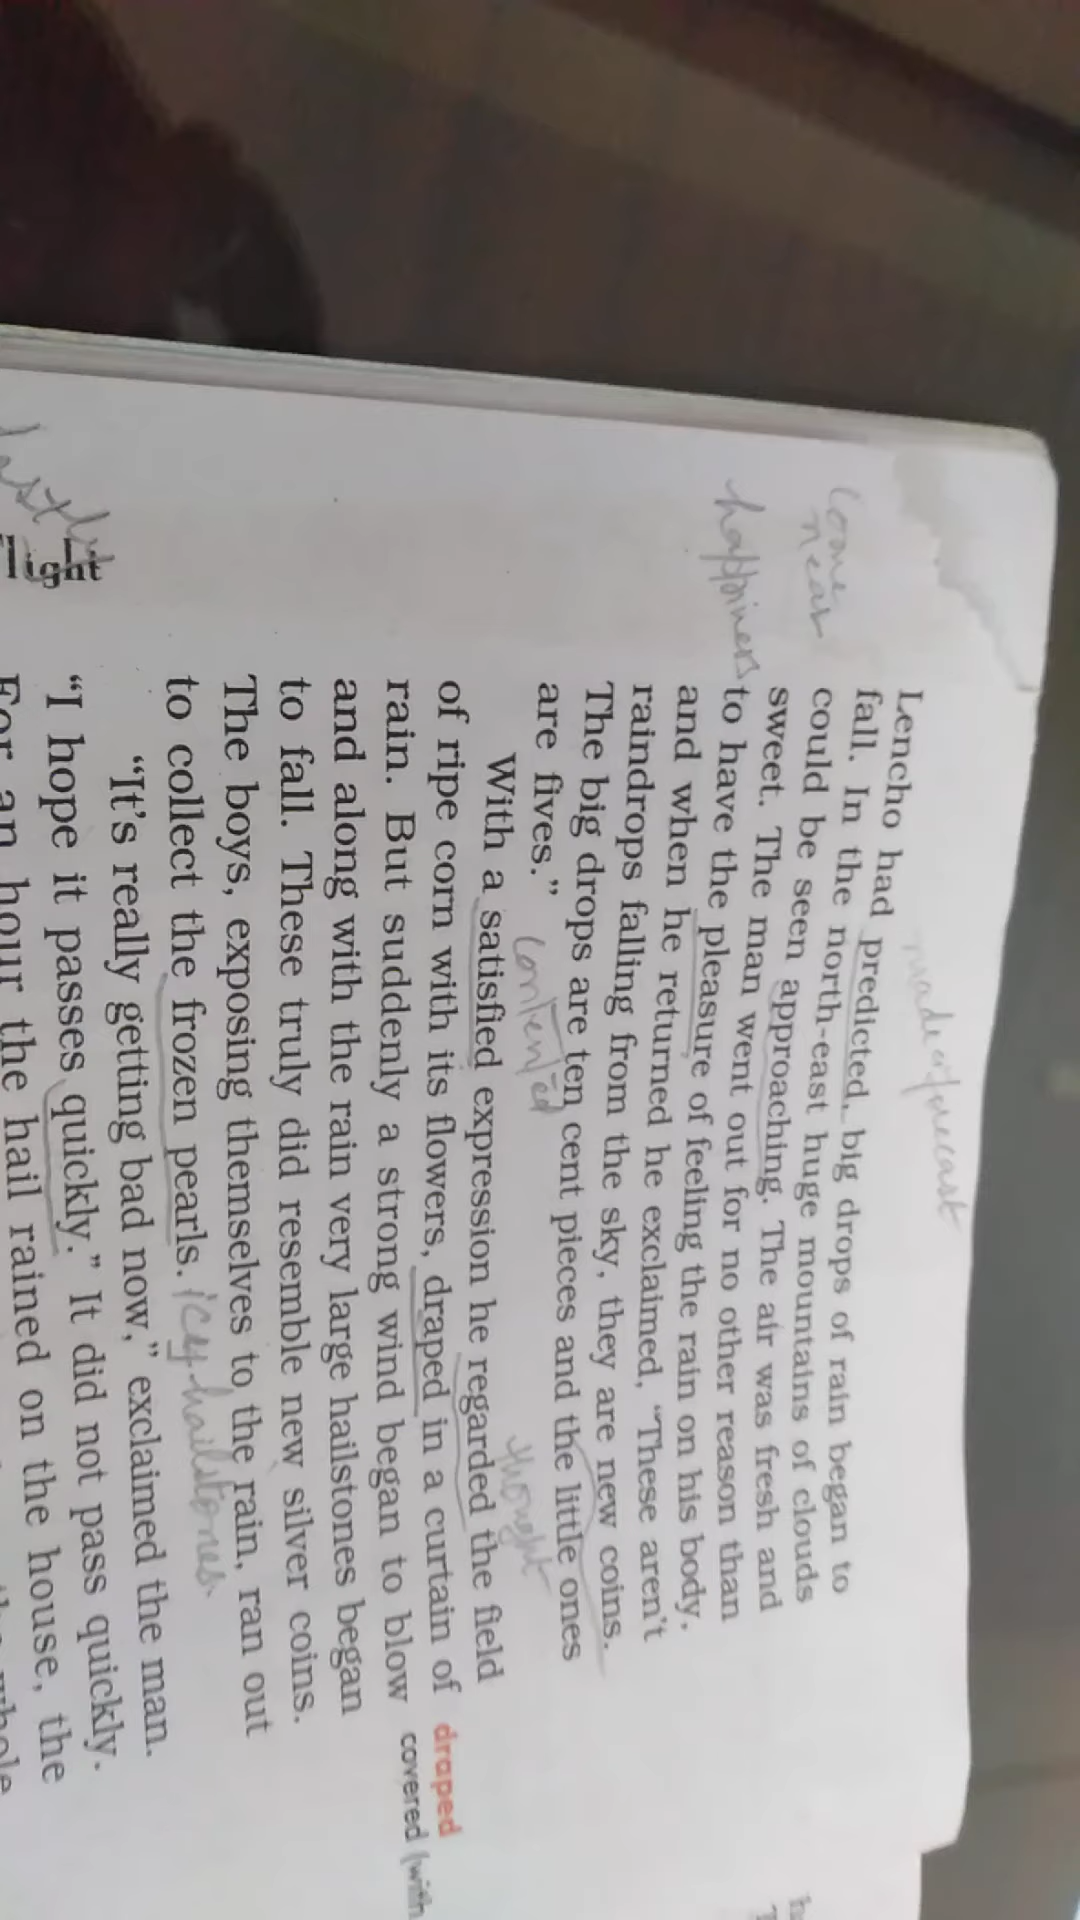 made a forecast
Lencho had predicted, big drops of rain began to
fall. In the north-east huge mountains of clouds
come
near
could be seen approaching. The air was fresh and
sweet. The man went out for no other reason than
happiness
to have the pleasure of feeling the rain on his body,
and when he returned he exclaimed, “These aren't
raindrops falling from the sky, they are new coins.
The big drops are ten cent pieces and the little ones
are fives.”
contented
thought
With a satisfied expression he regarded the field
of ripe corn with its flowers, draped in a curtain of
draped
rain. But suddenly a strong wind began to blow
covered (with
and along with the rain very large hailstones began
to fall. These truly did resemble new silver coins.
The boys, exposing themselves to the rain, ran out
to collect the frozen pearls.
icy hailstones
“It's really getting bad now,” exclaimed the man.
“I hope it passes quickly.” It did not pass quickly.
For an hour the hail rained on the house, the